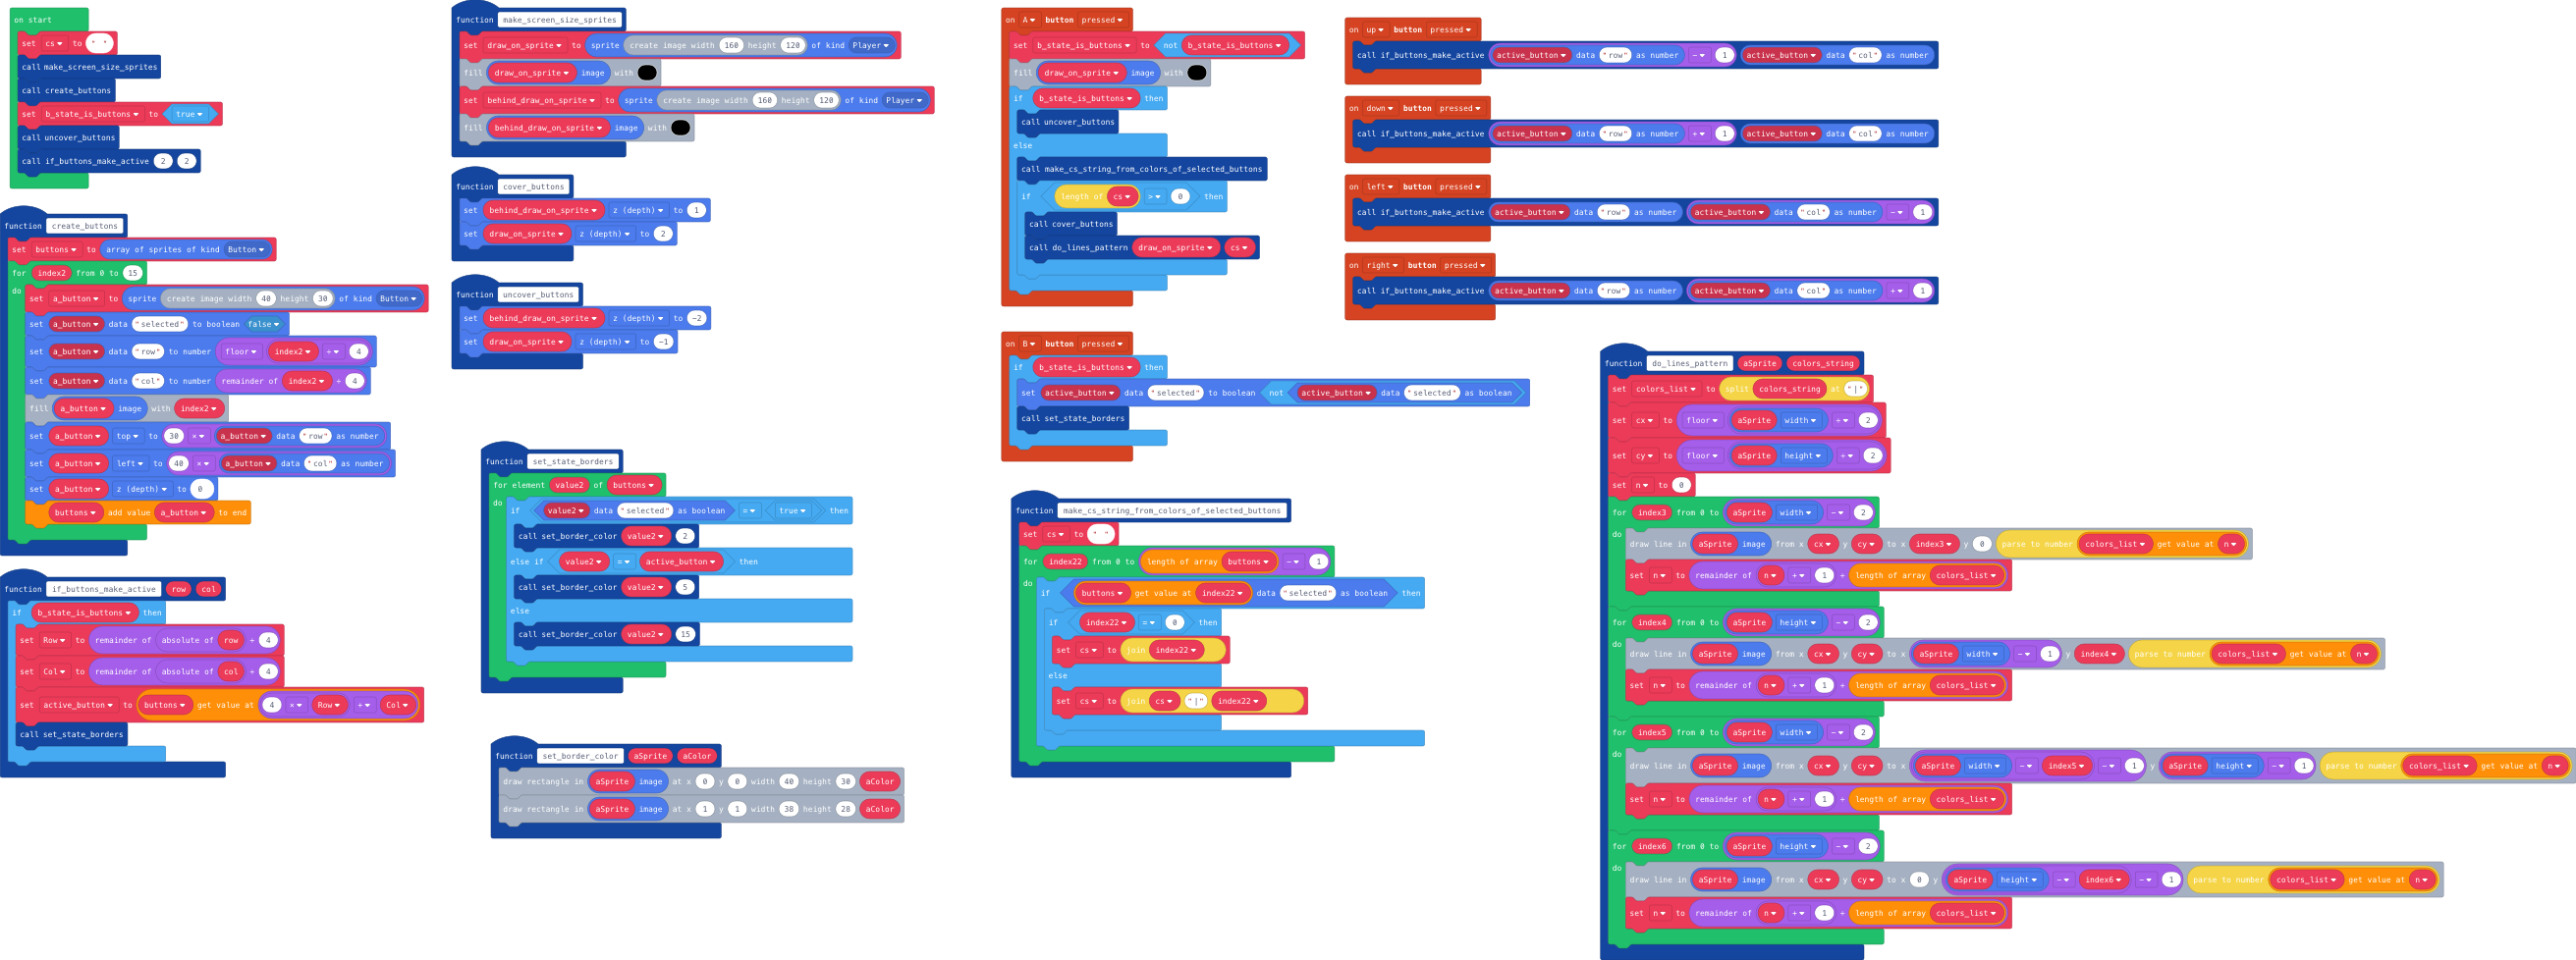 on start
set cs to " "
call make_screen_size_sprites
call create_buttons
set b_state_is_buttons to true
call uncover_buttons
call if_buttons_make_active 2 2
function create_buttons
set buttons to array of sprites of kind Button
for index2 from 0 to 15
do
set a_button to sprite create image width 40 height 30 of kind Button
set a_button data "selected" to boolean false
set a_button data "row" to number floor index2 ÷ 4
set a_button data "col" to number remainder of index2 ÷ 4
fill a_button image with index2
set a_button top to 30 × a_button data "row" as number
set a_button left to 40 × a_button data "col" as number
set a_button z (depth) to 0
buttons add value a_button to end
function if_buttons_make_active row col
if b_state_is_buttons then
set Row to remainder of absolute of row ÷ 4
set Col to remainder of absolute of col ÷ 4
set active_button to buttons get value at 4 × Row + Col
call set_state_borders
function make_screen_size_sprites
set draw_on_sprite to sprite create image width 160 height 120 of kind Player
fill draw_on_sprite image with
set behind_draw_on_sprite to sprite create image width 160 height 120 of kind Player
fill behind_draw_on_sprite image with
function cover_buttons
set behind_draw_on_sprite z (depth) to 1
set draw_on_sprite z (depth) to 2
function uncover_buttons
set behind_draw_on_sprite z (depth) to −2
set draw_on_sprite z (depth) to −1
function set_state_borders
for element value2 of buttons
do
if value2 data "selected" as boolean = true then
call set_border_color value2 2
else if value2 = active_button then
call set_border_color value2 5
else
call set_border_color value2 15
function set_border_color aSprite aColor
draw rectangle in aSprite image at x 0 y 0 width 40 height 30 aColor
draw rectangle in aSprite image at x 1 y 1 width 38 height 28 aColor
on A button pressed
set b_state_is_buttons to not b_state_is_buttons
fill draw_on_sprite image with
if b_state_is_buttons then
call uncover_buttons
else
call make_cs_string_from_colors_of_selected_buttons
if length of cs > 0 then
call cover_buttons
call do_lines_pattern draw_on_sprite cs
on B button pressed
if b_state_is_buttons then
set active_button data "selected" to boolean not active_button data "selected" as boolean
call set_state_borders
function make_cs_string_from_colors_of_selected_buttons
set cs to " "
for index22 from 0 to length of array buttons − 1
do
if buttons get value at index22 data "selected" as boolean then
if index22 = 0 then
set cs to join index22
else
set cs to join cs "|" index22
on up button pressed
call if_buttons_make_active active_button data "row" as number − 1 active_button data "col" as number
on down button pressed
call if_buttons_make_active active_button data "row" as number + 1 active_button data "col" as number
on left button pressed
call if_buttons_make_active active_button data "row" as number active_button data "col" as number − 1
on right button pressed
call if_buttons_make_active active_button data "row" as number active_button data "col" as number + 1
function do_lines_pattern aSprite colors_string
set colors_list to split colors_string at "|"
set cx to floor aSprite width ÷ 2
set cy to floor aSprite height ÷ 2
set n to 0
for index3 from 0 to aSprite width − 2
do
draw line in aSprite image from x cx y cy to x index3 y 0 parse to number colors_list get value at n
set n to remainder of n + 1 ÷ length of array colors_list
for index4 from 0 to aSprite height − 2
do
draw line in aSprite image from x cx y cy to x aSprite width − 1 y index4 parse to number colors_list get value at n
set n to remainder of n + 1 ÷ length of array colors_list
for index5 from 0 to aSprite width − 2
do
draw line in aSprite image from x cx y cy to x aSprite width − index5 − 1 y aSprite height − 1 parse to number colors_list get value at n
set n to remainder of n + 1 ÷ length of array colors_list
for index6 from 0 to aSprite height − 2
do
draw line in aSprite image from x cx y cy to x 0 y aSprite height − index6 − 1 parse to number colors_list get value at n
set n to remainder of n + 1 ÷ length of array colors_list